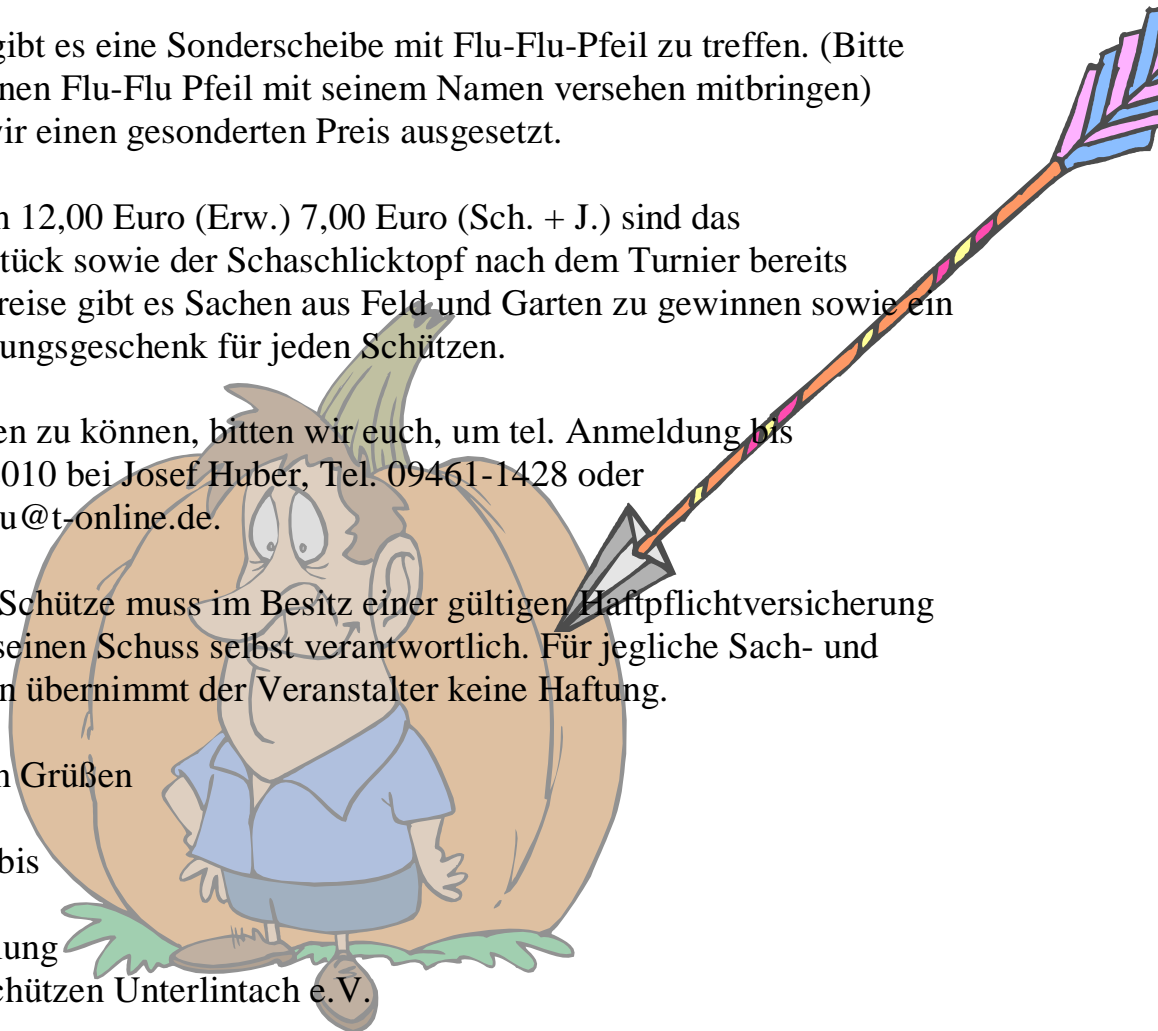 gibt es eine Sonderscheibe mit Flu-Flu-Pfeil zu treffen. (Bitte
nen Flu-Flu Pfeil mit seinem Namen versehen mitbringen)
wir einen gesonderten Preis ausgesetzt.
n 12,00 Euro (Erw.) 7,00 Euro (Sch. + J.) sind das
tück sowie der Schaschlicktopf nach dem Turnier bereits
reise gibt es Sachen aus Feld und Garten zu gewinnen sowie ein
ungsgeschenk für jeden Schützen.
en zu können, bitten wir euch, um tel. Anmeldung bis
010 bei Josef Huber, Tel. 09461-1428 oder
u@t-online.de.
Schütze muss im Besitz einer gültigen Haftpflichtversicherung
seinen Schuss selbst verantwortlich. Für jegliche Sach- und
n übernimmt der Veranstalter keine Haftung.
n Grüßen
bis
lung
chützen Unterlintach e.V.